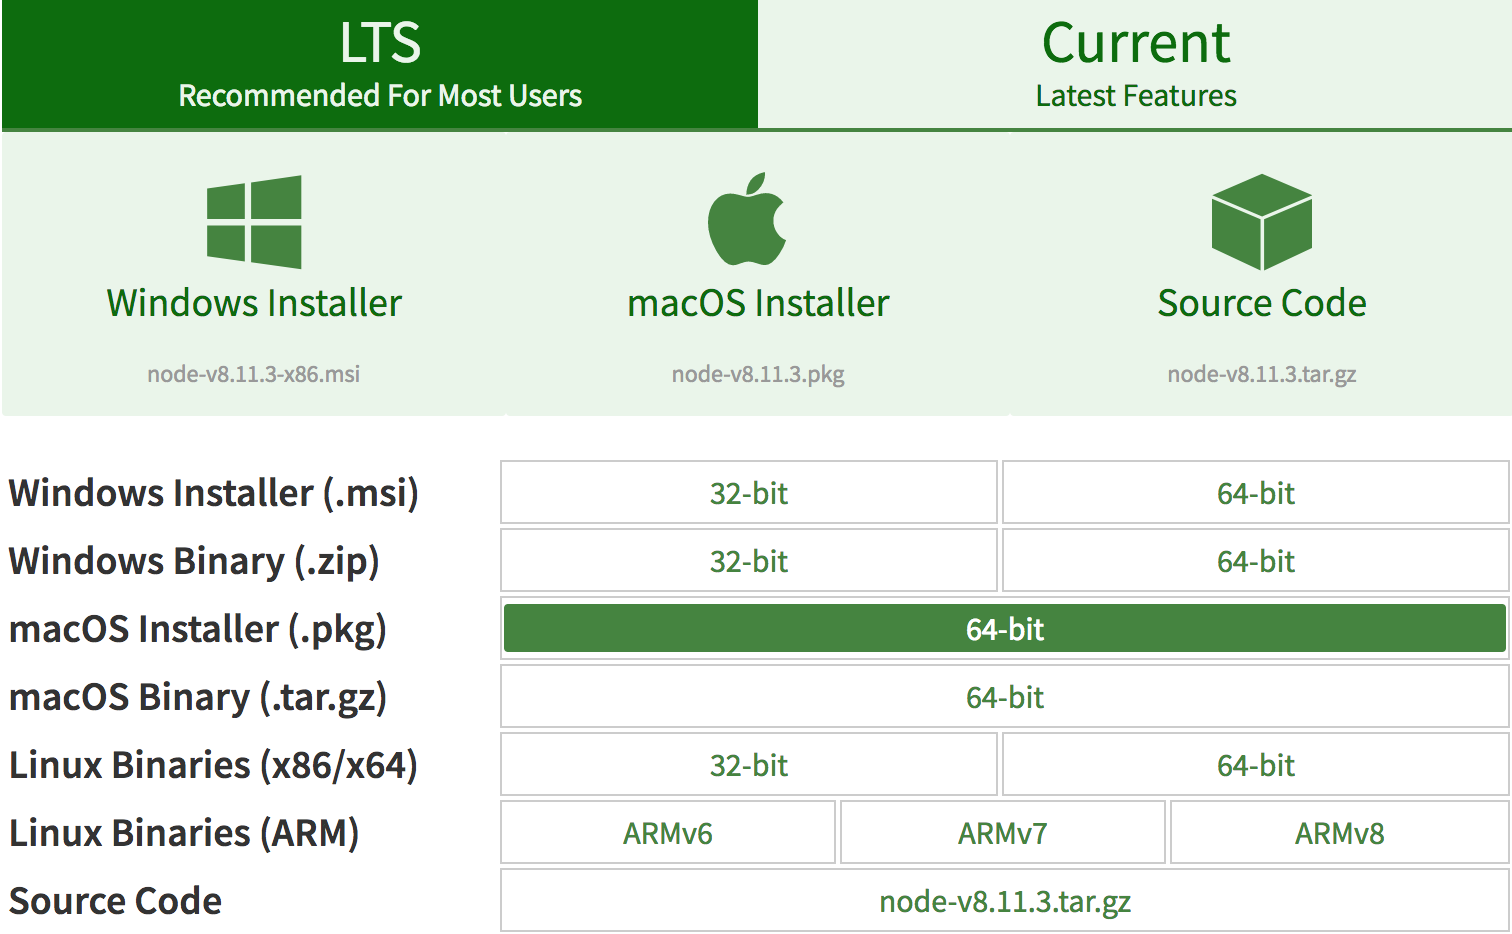 LTS
Recommended For Most Users
Current
Latest Features
Windows Installer
macOS Installer
Source Code
node-v8.11.3-x86.msi
node-v8.11.3.pkg
node-v8.11.3.tar.gz
Windows Installer (.msi) 32-bit 64-bit
Windows Binary (.zip) 32-bit 64-bit
macOS Installer (.pkg) 64-bit
macOS Binary (.tar.gz) 64-bit
Linux Binaries (x86/x64) 32-bit 64-bit
Linux Binaries (ARM) ARMv6 ARMv7 ARMv8
Source Code node-v8.11.3.tar.gz